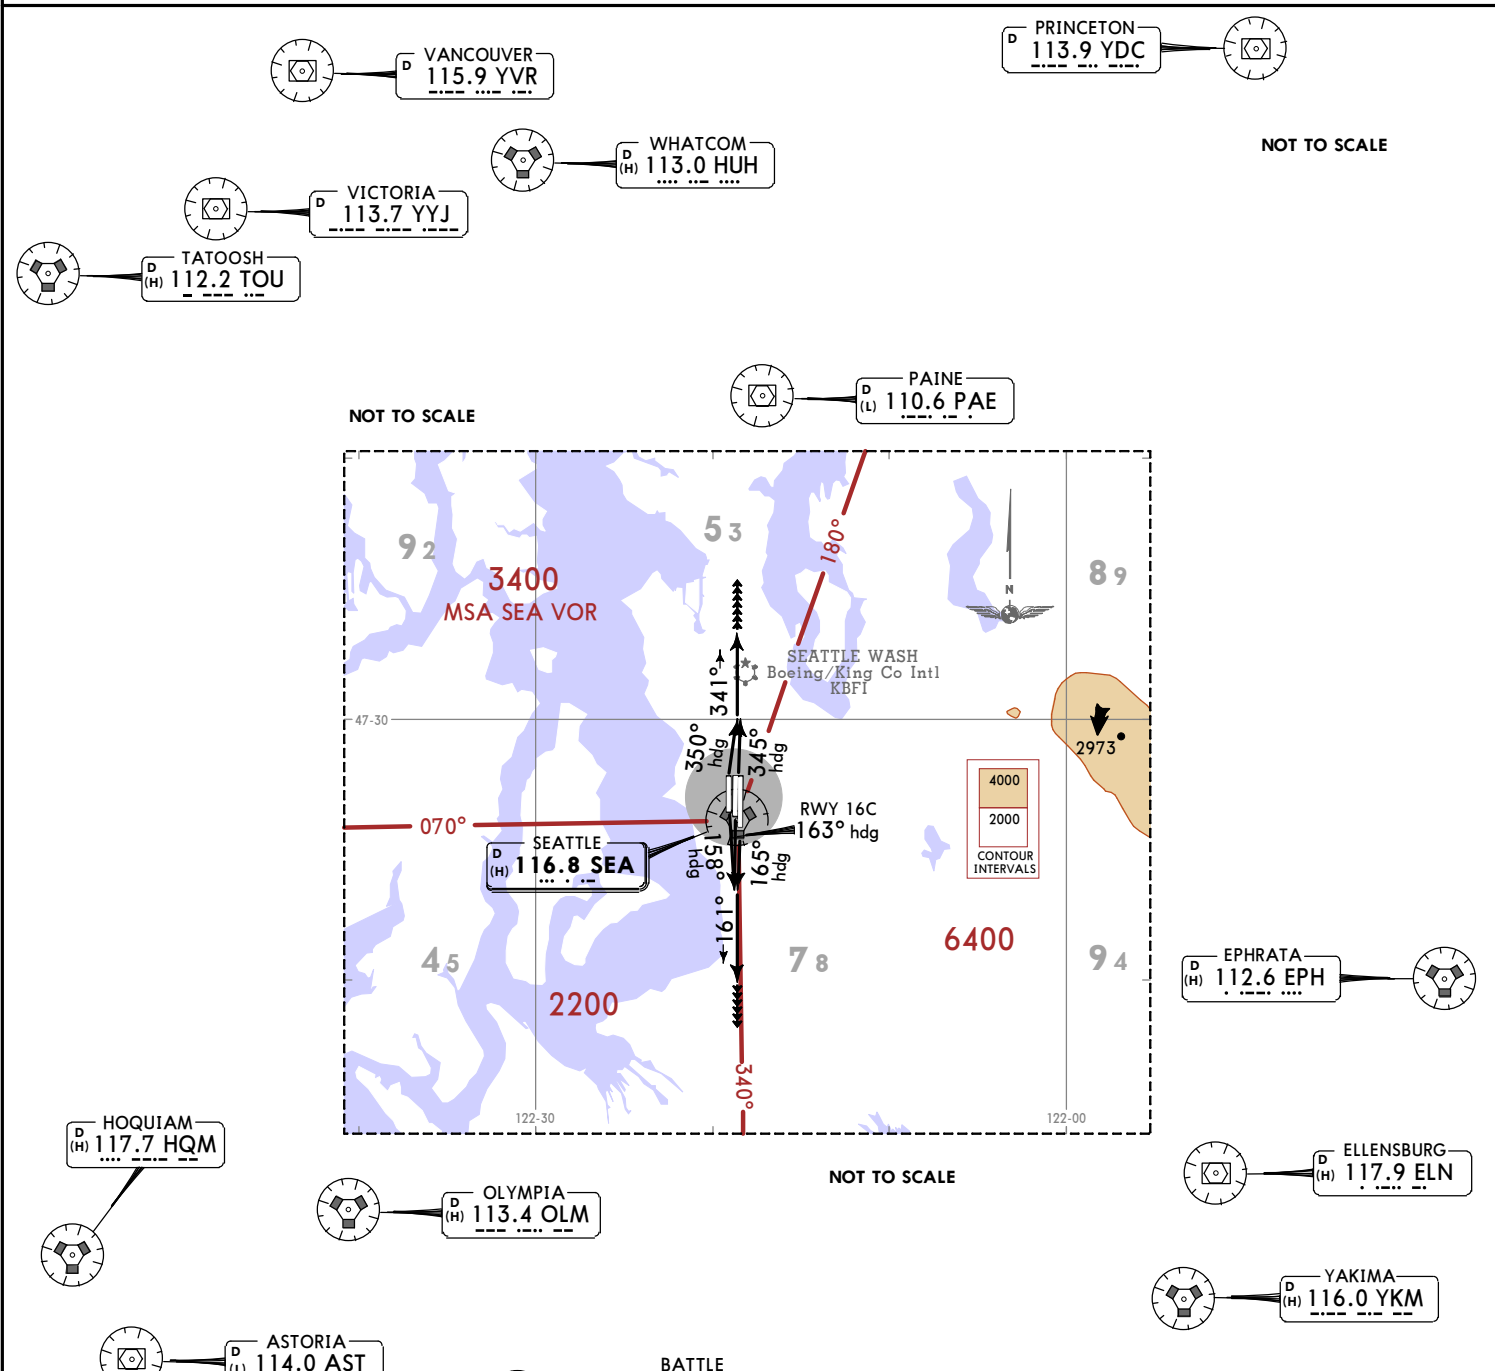 PRINCETON
D 113.9 YDC
VANCOUVER
D 115.9 YVR
NOT TO SCALE
WHATCOM
D (H) 113.0 HUH
VICTORIA
D 113.7 YYJ
TATOOSH
D (H) 112.2 TOU
PAINE
D (L) 110.6 PAE
NOT TO SCALE
92
53
89
180°
3400
MSA SEA VOR
N
SEATTLE WASH
Boeing/King Co Intl
KBFI
341°
47-30
350° hdg
345° hdg
2973
4000
2000
CONTOUR
INTERVALS
RWY 16C
163° hdg
070°
SEATTLE
D (H) 116.8 SEA
158° hdg
165° hdg
161°
6400
45
78
94
2200
EPHRATA
D (H) 112.6 EPH
340°
122-30
122-00
HOQUIAM
D (H) 117.7 HQM
NOT TO SCALE
ELLENSBURG
D (H) 117.9 ELN
OLYMPIA
D (H) 113.4 OLM
YAKIMA
D (H) 116.0 YKM
ASTORIA
D (L) 114.0 AST
BATTLE